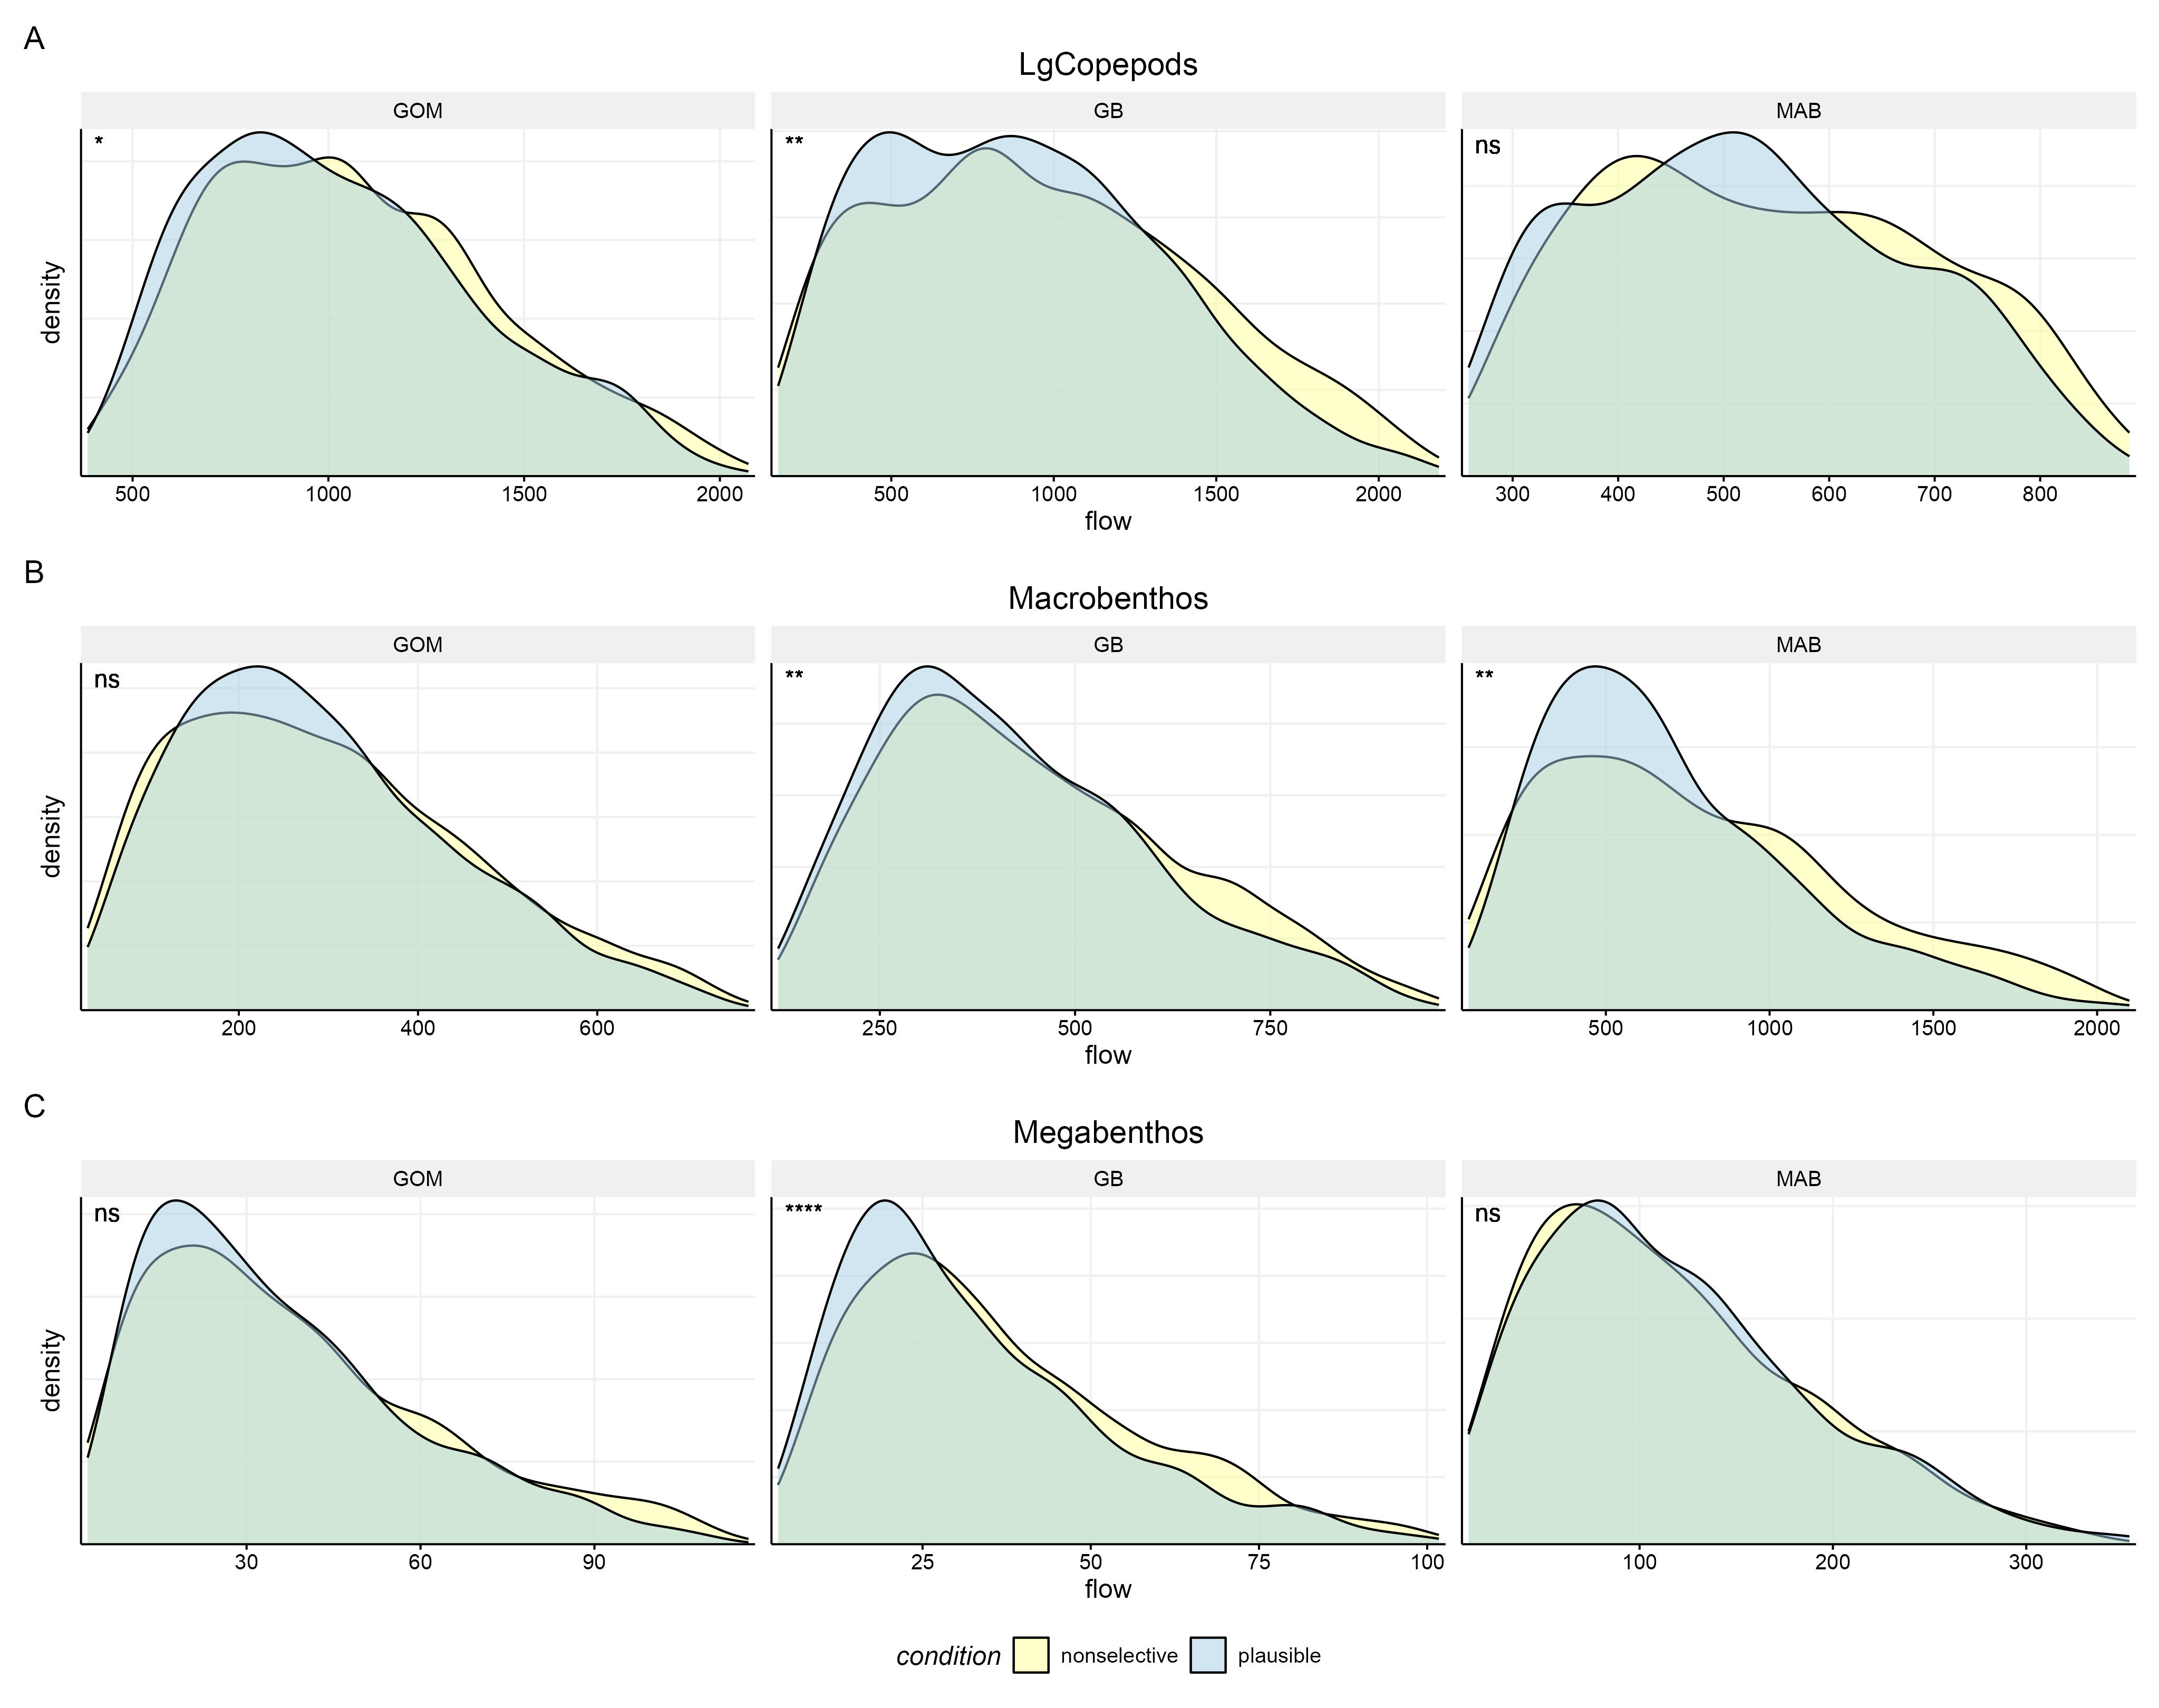 A
LgCopepods
GOM GB MAB
* ** ns
density
500 1000 1500 2000 500 1000 1500 2000 300 400 500 600 700 800
flow
B
Macrobenthos
GOM GB MAB
ns ** **
density
200 400 600 250 500 750 500 1000 1500 2000
flow
C
Megabenthos
GOM GB MAB
ns **** ns
density
30 60 90 25 50 75 100 100 200 300
flow
condition nonselective plausible